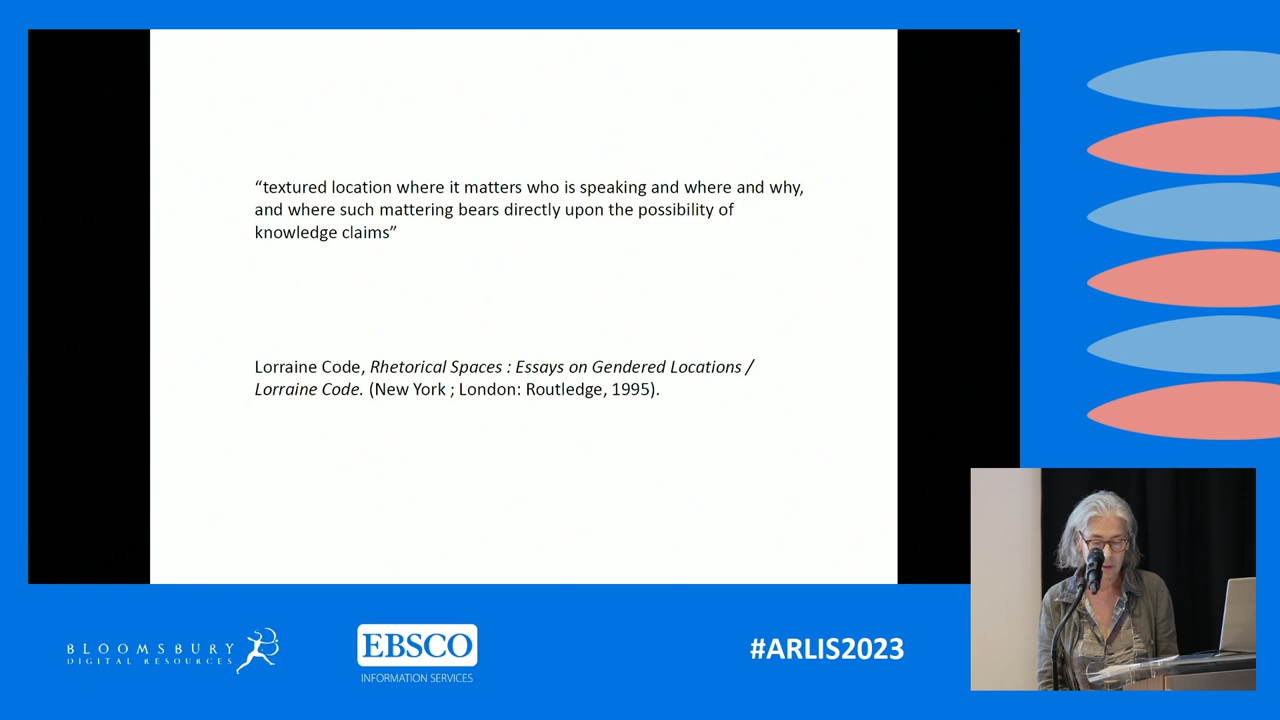 “textured location where it matters who is speaking and where and why,
and where such mattering bears directly upon the possibility of
knowledge claims”
Lorraine Code, Rhetorical Spaces : Essays on Gendered Locations /
Lorraine Code. (New York ; London: Routledge, 1995).
BLOOMSBURY
DIGITAL RESOURCES
EBSCO
INFORMATION SERVICES
#ARLIS2023